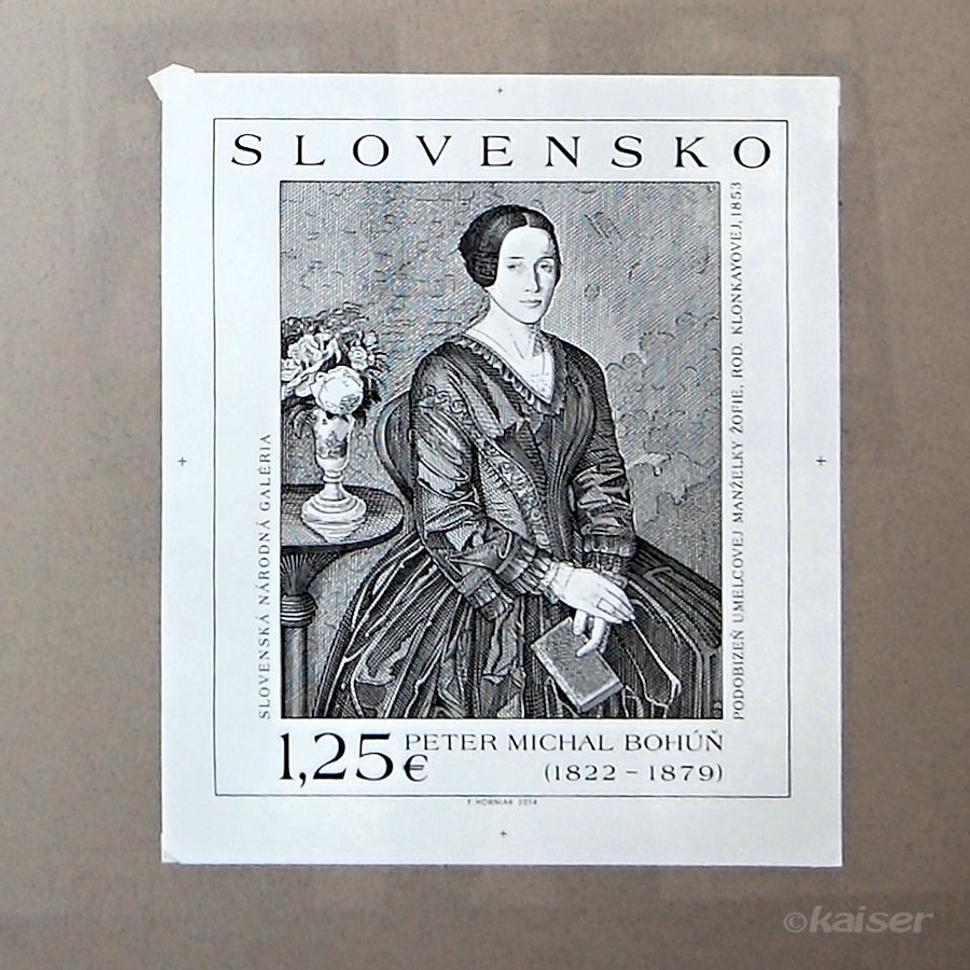 SLOVENSKO
SLOVENSKÁ NÁRODNÁ GALÉRIA
PODOBIZEŇ UMELCOVEJ MANŽELKY ŽOFIE, ROD. KLONKAYOVEJ, 1853
1,25€
PETER MICHAL BOHÚŇ
(1822 – 1879)
F. HORNIAK 2014
©kaiser